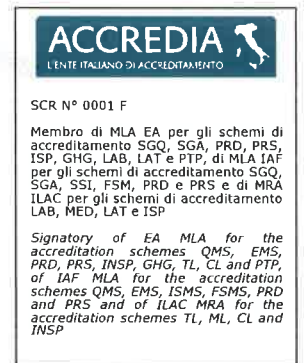 ACCREDIA
L'ENTE ITALIANO DI ACCREDITAMENTO
SCR N° 0001 F
Membro di MLA EA per gli schemi di
accreditamento SGQ, SGA, PRD, PRS,
ISP, GHG, LAB, LAT e PTP, di MLA IAF
per gli schemi di accreditamento SGQ,
SGA, SSI, FSM, PRD e PRS e di MRA
ILAC per gli schemi di accreditamento
LAB, MED, LAT e ISP
Signatory of EA MLA for the
accreditation schemes QMS, EMS,
PRD, PRS, INSP, GHG, TL, CL and PTP,
of IAF MLA for the accreditation
schemes QMS, EMS, ISMS, FSMS, PRD
and PRS and of ILAC MRA for the
accreditation schemes TL, ML, CL and
INSP